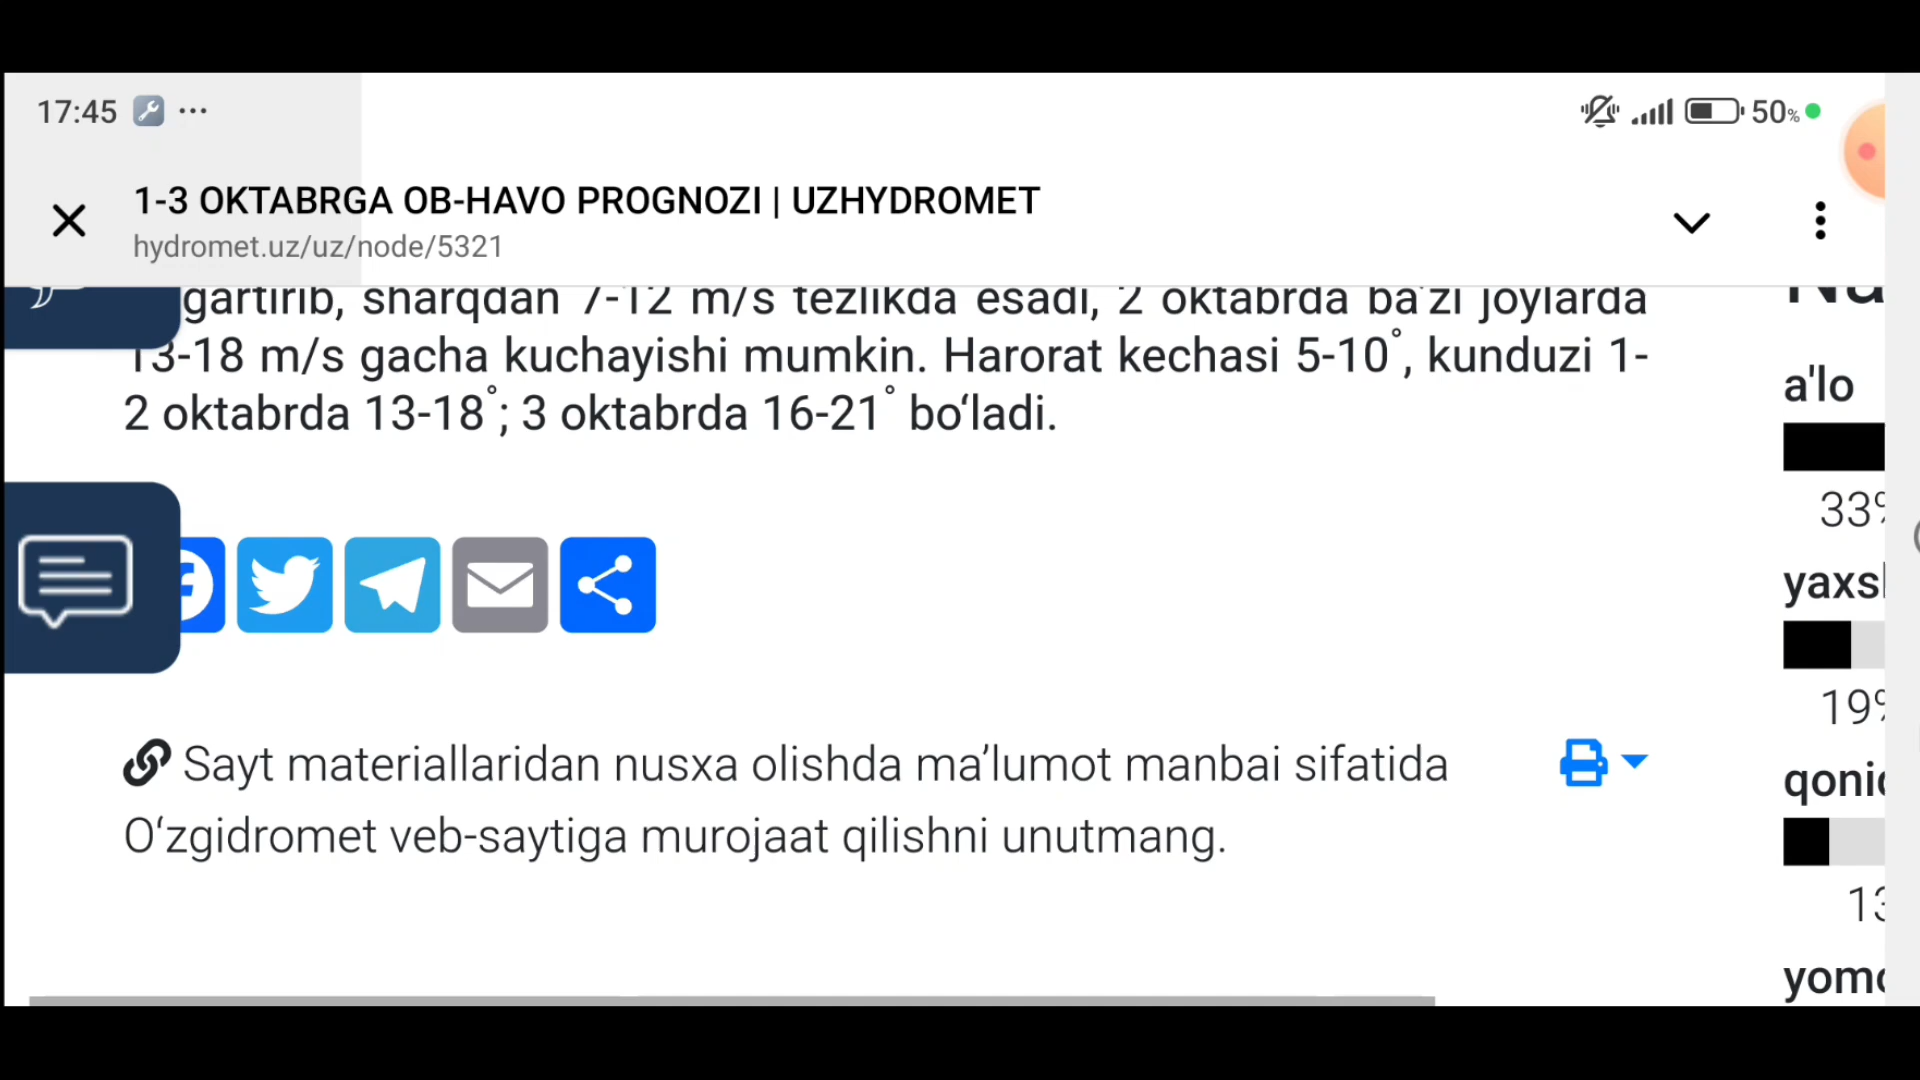 17:45 ...
50%
1-3 OKTABRGA OB-HAVO PROGNOZI | UZHYDROMET
hydromet.uz/uz/node/5321
gartirib, sharqdan 7-12 m/s tezlikda esadi, 2 oktabrda ba'zi joylarda
13-18 m/s gacha kuchayishi mumkin. Harorat kechasi 5-10°, kunduzi 1-
2 oktabrda 13-18°; 3 oktabrda 16-21° bo‘ladi.
a'lo
33%
19%
13
Sayt materiallaridan nusxa olishda ma’lumot manbai sifatida
O‘zgidromet veb-saytiga murojaat qilishni unutmang.